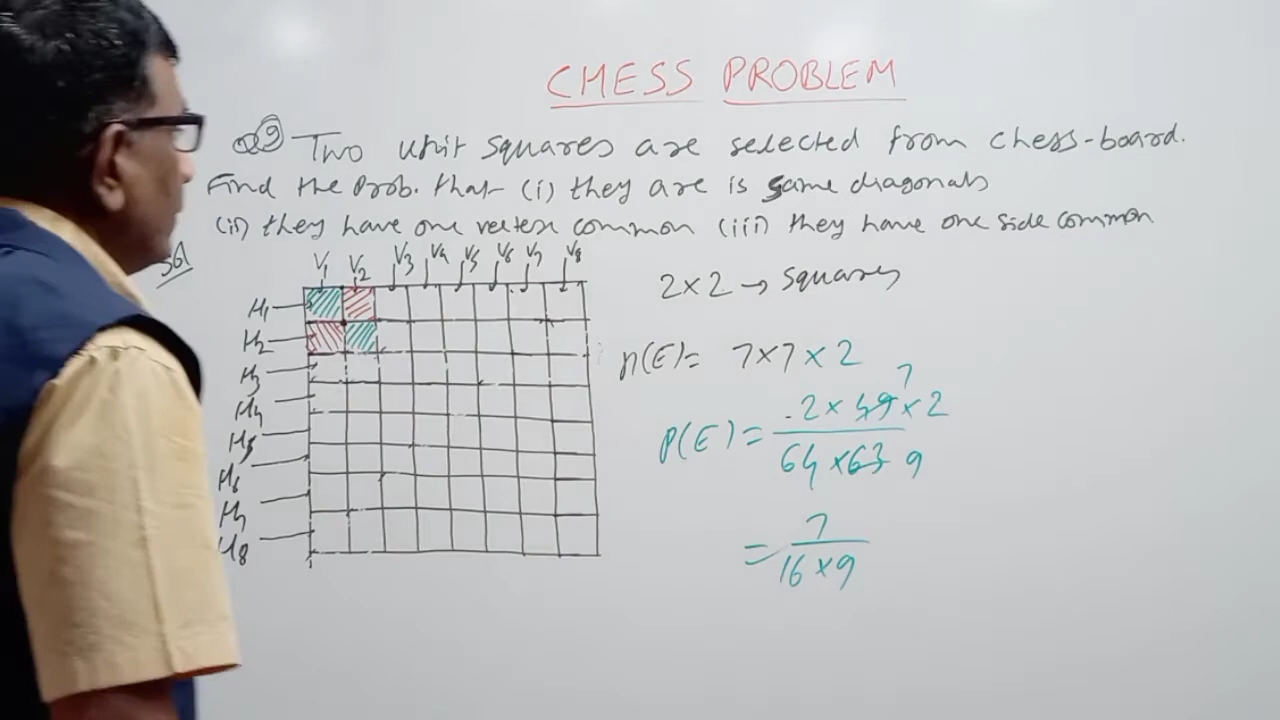 CHESS PROBLEM
Q9 Two unit squares are selected from chess-board.
Find the Prob. that (i) they are is same diagonals
(ii) they have one vertex common (iii) they have one side common
Sol
V1 V2 V3 V4 V5 V6 V7 V8
H1
H2
H3
H4
H5
H6
H7
H8
2×2 → squares
n(E)= 7×7×2
7
P(E)= 2×49×2
64×63 9
= 7
16×9